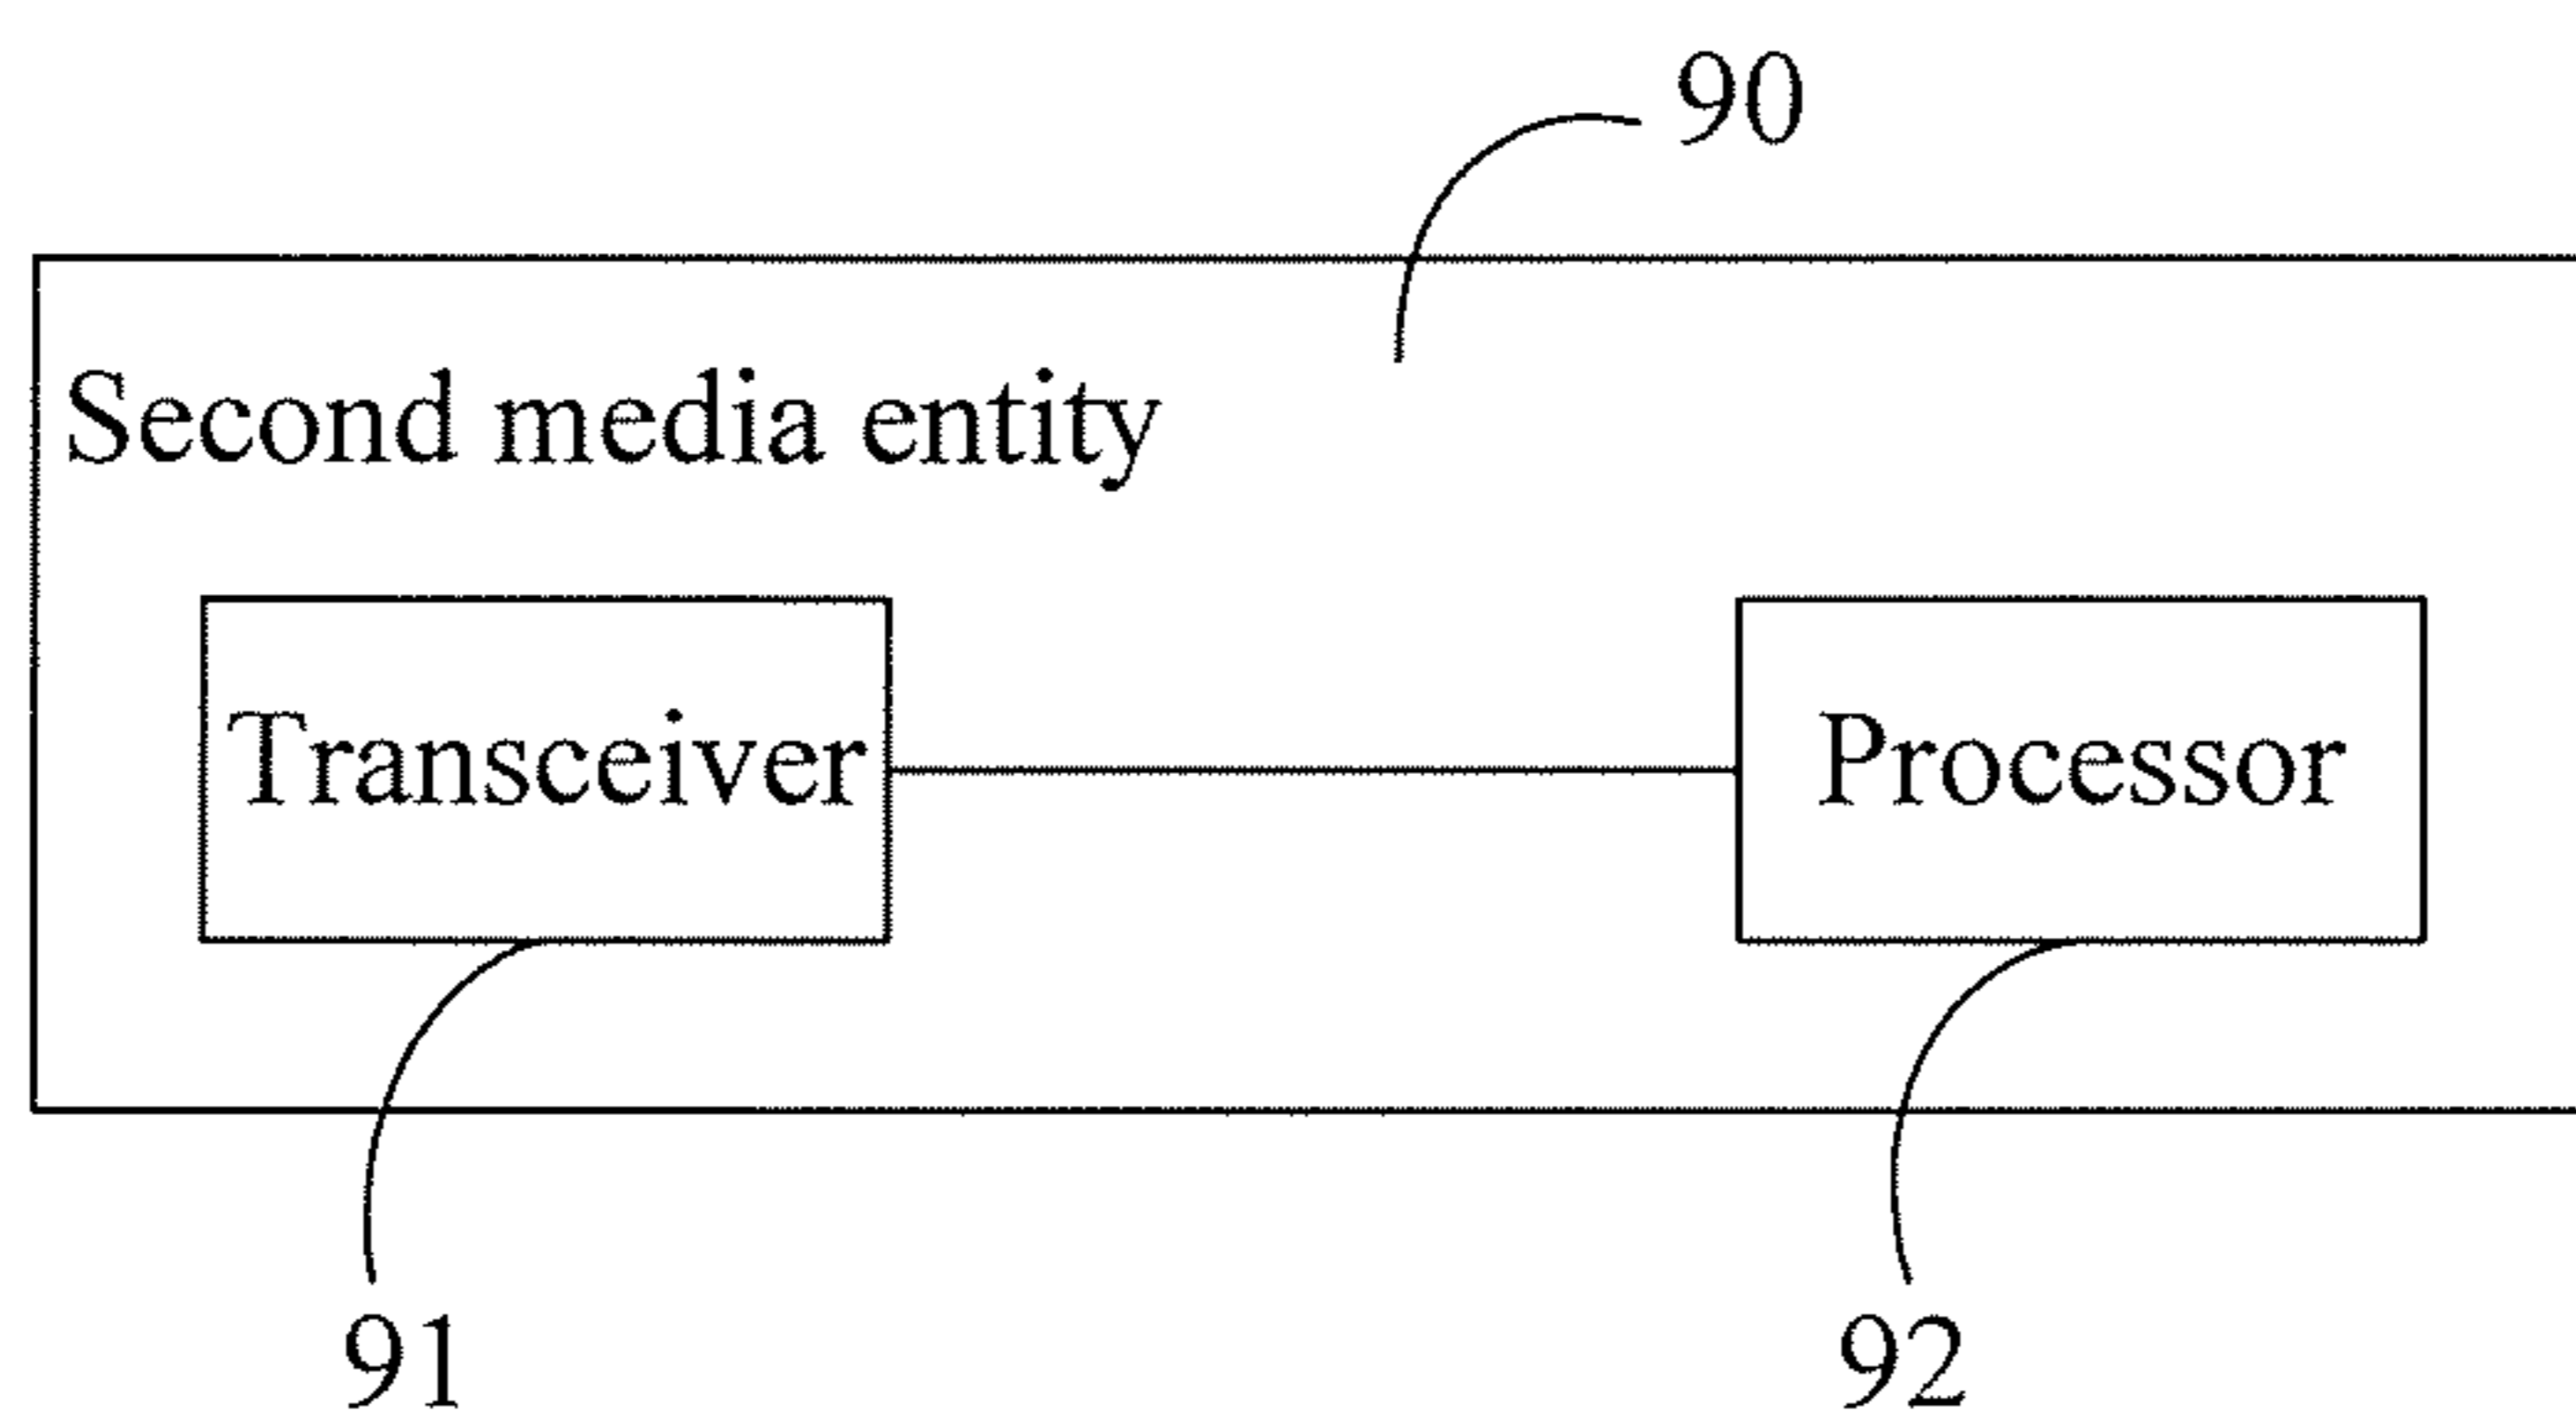 90
Second media entity
Transceiver
Processor
91
92